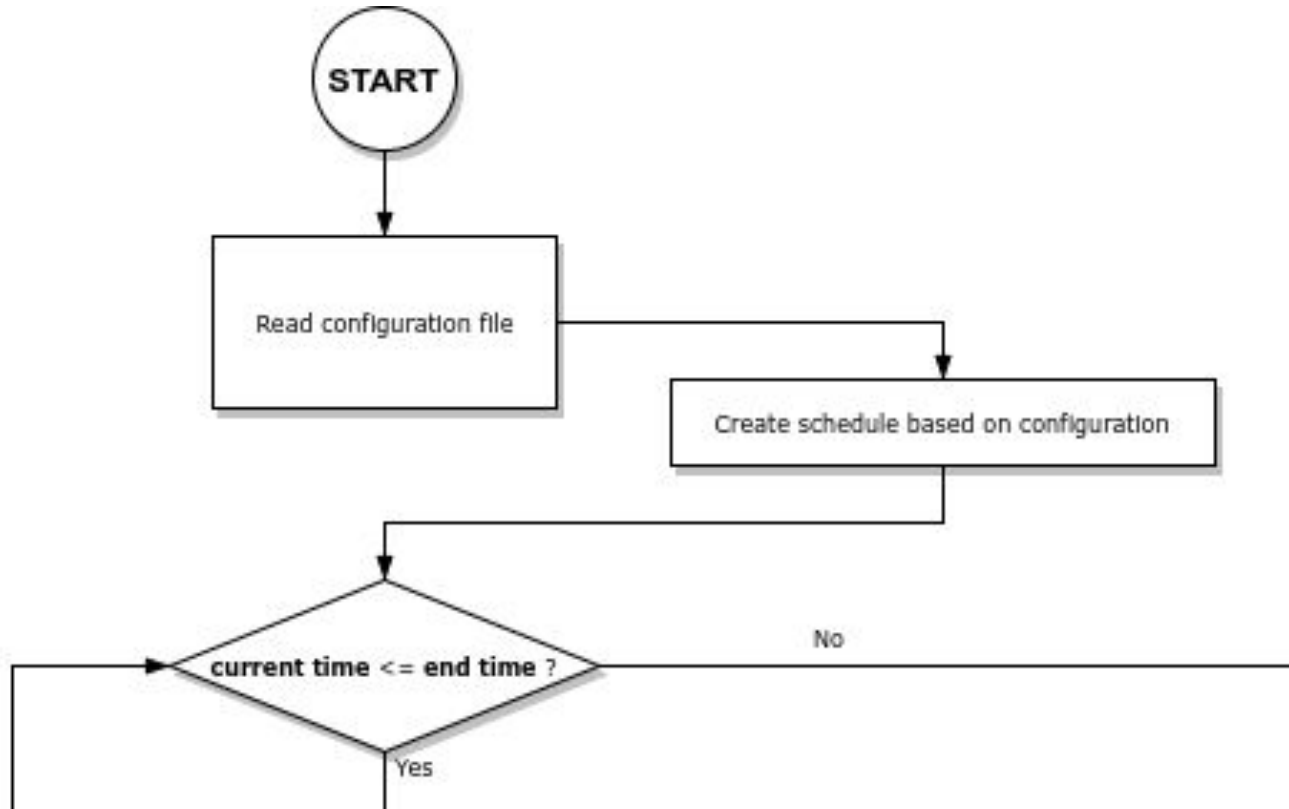 START
Read configuration file
Create schedule based on configuration
No
current time <= end time ?
Yes